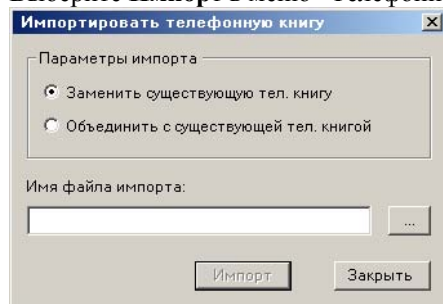 Выберите Импорт в меню "Телефонн
Импортировать телефонную книгу
Параметры импорта
Заменить существующую тел. книгу
Объединить с существующей тел. книгой
Имя файла импорта:
...
Импорт
Закрыть